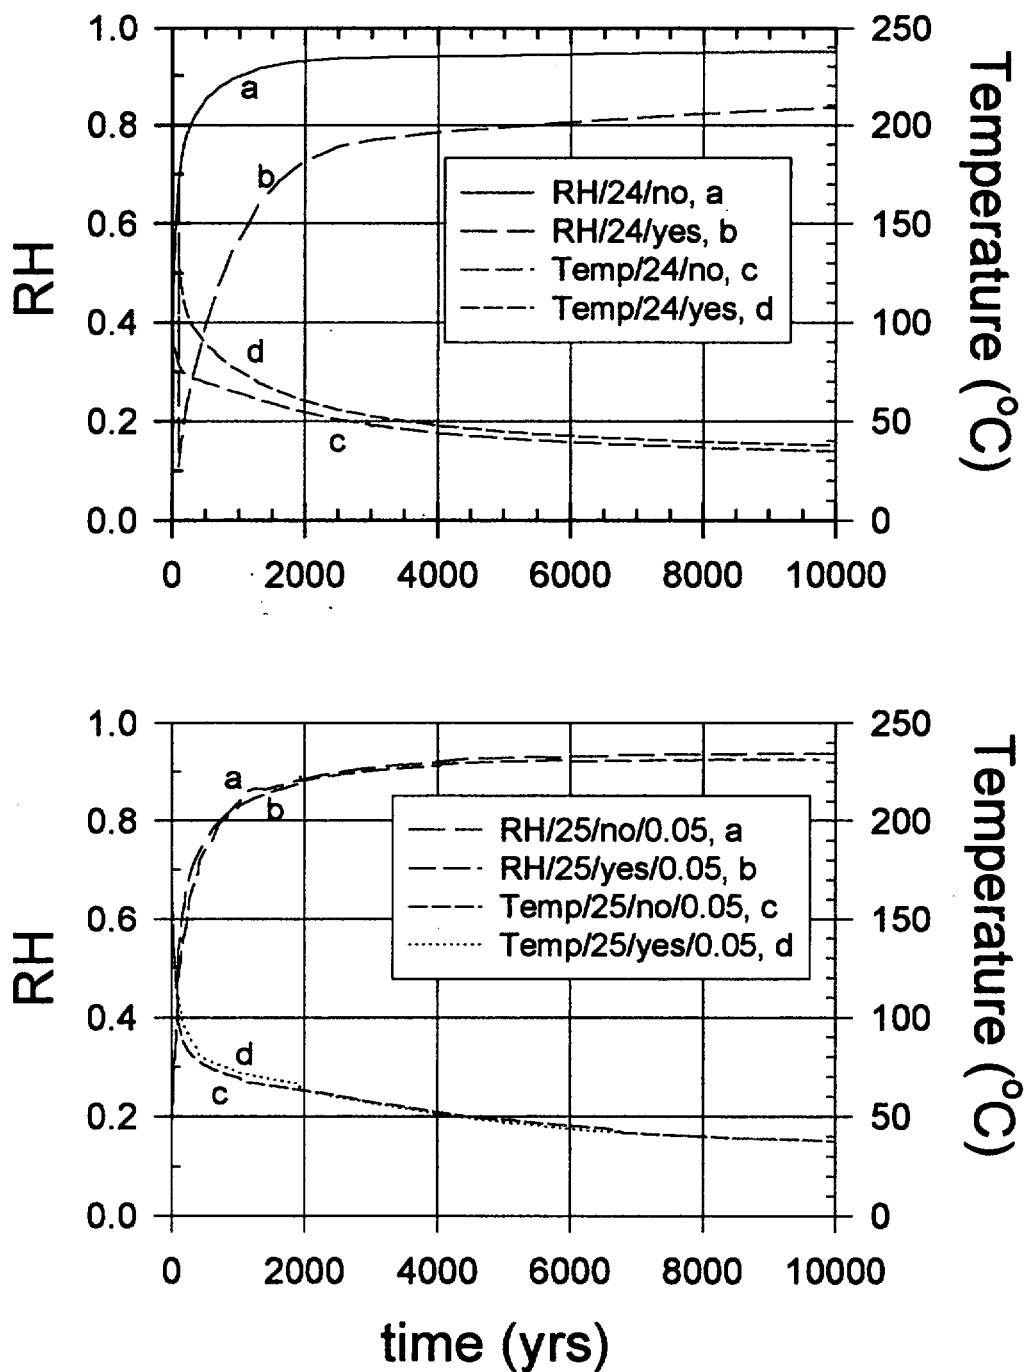 1.0
0.8
0.6
0.4
0.2
0.0
RH
250
200
150
100
50
0
Temperature (°C)
a
b
d
c
RH/24/no, a
RH/24/yes, b
Temp/24/no, c
Temp/24/yes, d
0 2000 4000 6000 8000 10000
1.0
0.8
0.6
0.4
0.2
0.0
RH
250
200
150
100
50
0
Temperature (°C)
a
b
d
c
RH/25/no/0.05, a
RH/25/yes/0.05, b
Temp/25/no/0.05, c
Temp/25/yes/0.05, d
0 2000 4000 6000 8000 10000
time (yrs)